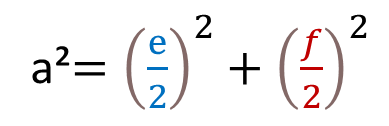 a² = (e/2)² + (f/2)²